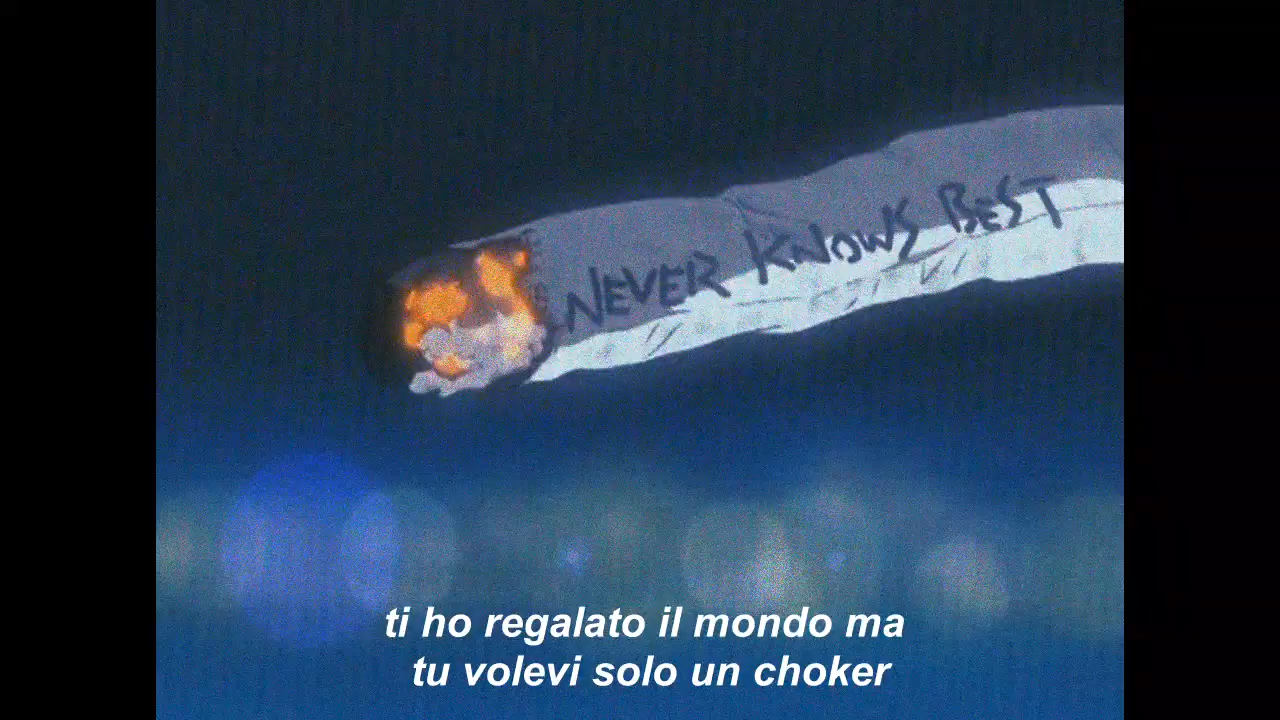 NEVER KNOWS BEST
ti ho regalato il mondo ma
tu volevi solo un choker